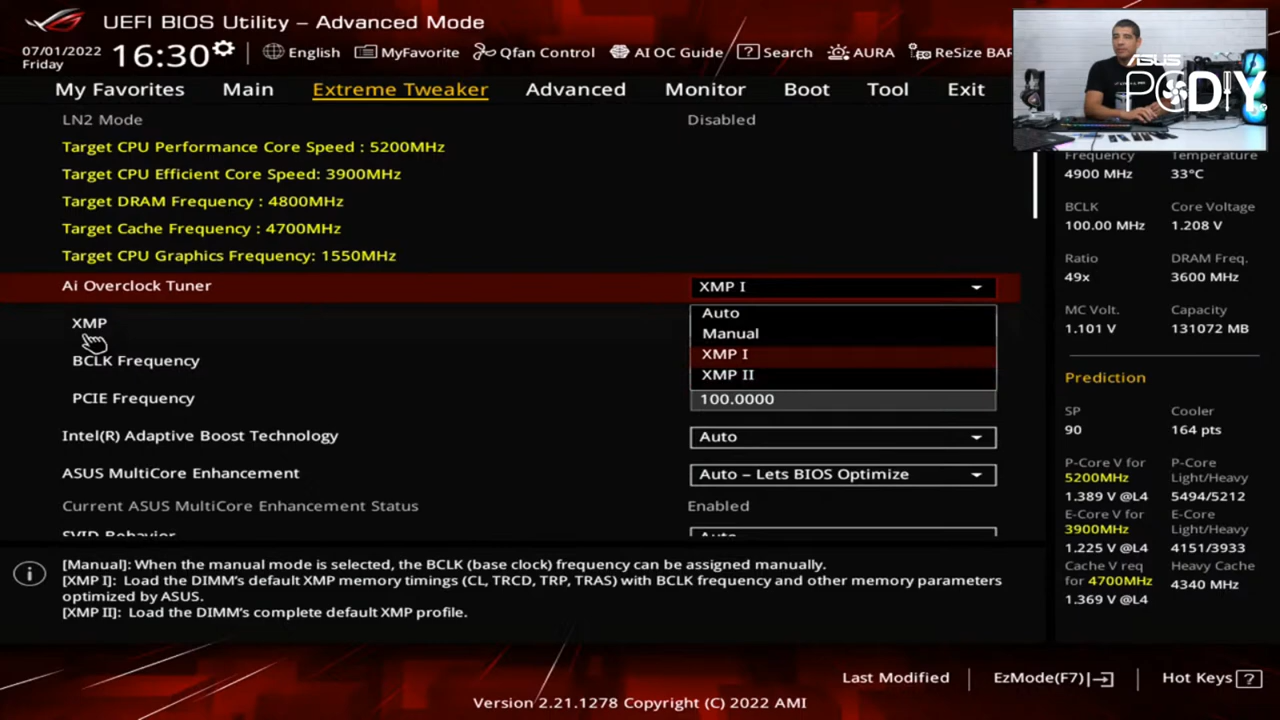 UEFI BIOS Utility – Advanced Mode
07/01/2022
Friday
16:30
English
MyFavorite
Qfan Control
AI OC Guide
? Search
AURA
ReSize BAR
ASUS
PCDIY.
My Favorites
Main
Extreme Tweaker
Advanced
Monitor
Boot
Tool
Exit
LN2 Mode
Disabled
Target CPU Performance Core Speed : 5200MHz
Target CPU Efficient Core Speed: 3900MHz
Target DRAM Frequency : 4800MHz
Target Cache Frequency : 4700MHz
Target CPU Graphics Frequency: 1550MHz
Ai Overclock Tuner
XMP I
Auto
Manual
XMP I
XMP II
XMP
BCLK Frequency
PCIE Frequency
100.0000
Intel(R) Adaptive Boost Technology
Auto
ASUS MultiCore Enhancement
Auto – Lets BIOS Optimize
Current ASUS MultiCore Enhancement Status
Enabled
SVID Behavior
Auto
[Manual]: When the manual mode is selected, the BCLK (base clock) frequency can be assigned manually.
[XMP I]: Load the DIMM's default XMP memory timings (CL, TRCD, TRP, TRAS) with BCLK frequency and other memory parameters
optimized by ASUS.
[XMP II]: Load the DIMM's complete default XMP profile.
Frequency
Temperature
4900 MHz
33°C
BCLK
Core Voltage
100.00 MHz
1.208 V
Ratio
DRAM Freq.
49x
3600 MHz
MC Volt.
Capacity
1.101 V
131072 MB
Prediction
SP
Cooler
90
164 pts
P-Core V for
P-Core
5200MHz
Light/Heavy
1.389 V @L4
5494/5212
E-Core V for
E-Core
3900MHz
Light/Heavy
1.225 V @L4
4151/3933
Cache V req
Heavy Cache
for 4700MHz
4340 MHz
1.369 V @L4
Last Modified
EzMode(F7)
Hot Keys ?
Version 2.21.1278 Copyright (C) 2022 AMI